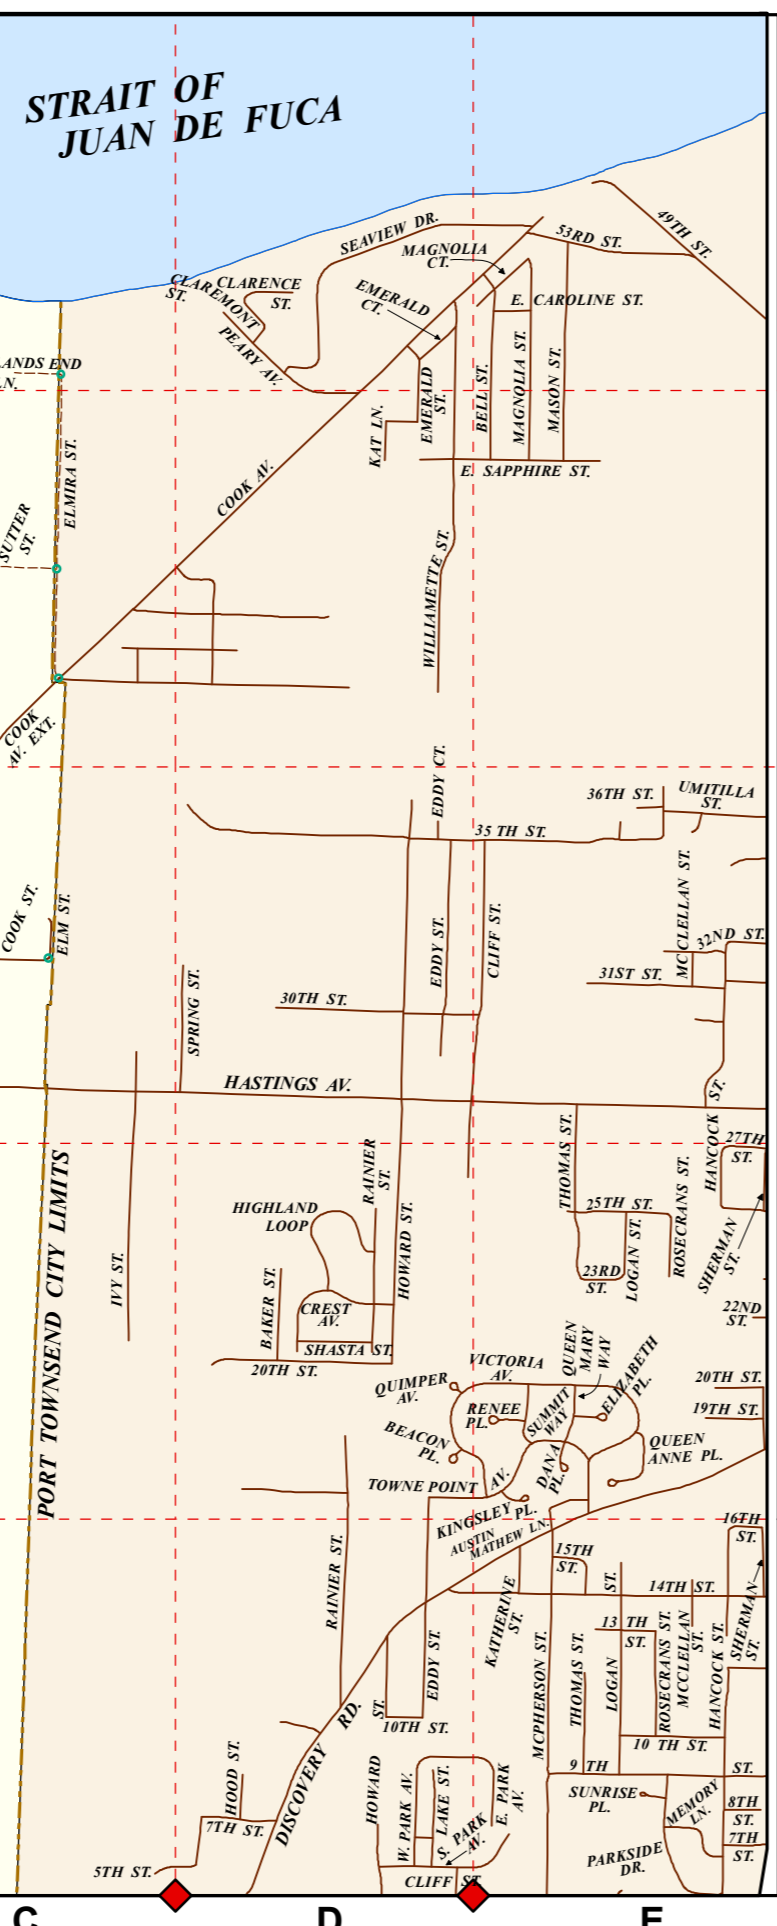 STRAIT OF
JUAN DE FUCA
49TH ST.
SEAVIEW DR.
53RD ST.
MAGNOLIA
CT.
CLARENCE
ST.
CLAREMONT
ST.
EMERALD
CT.
E. CAROLINE ST.
PEARY AV.
LANDS END
LN.
EMERALD
ST.
BELL ST.
MAGNOLIA ST.
MASON ST.
KAT LN.
E. SAPPHIRE ST.
ELMIRA ST.
COOK AV.
SUTTER
ST.
WILLIAMETTE ST.
COOK
AV. EXT.
EDDY CT.
36TH ST.
UMITILLA
ST.
35 TH ST.
COOK ST.
ELM ST.
EDDY ST.
CLIFF ST.
MC CLELLAN ST.
32ND ST.
31ST ST.
SPRING ST.
30TH ST.
HASTINGS AV.
HANCOCK ST.
27TH
ST.
THOMAS ST.
RAINIER
ST.
25TH ST.
ROSECRANS ST.
LOGAN ST.
23RD
ST.
SHERMAN
ST.
HIGHLAND
LOOP
HOWARD ST.
IVY ST.
BAKER ST.
CREST
AV.
SHASTA ST.
20TH ST.
22ND
ST.
PORT TOWNSEND CITY LIMITS
VICTORIA
AV.
QUEEN
MARY
WAY
ELIZABETH
PL.
QUIMPER
AV.
RENEE
PL.
SUMMIT
WAY
20TH ST.
19TH ST.
BEACON
PL.
DANA
PL.
QUEEN
ANNE PL.
TOWNE POINT AV.
KINGSLEY PL.
AUSTIN
MATHEW LN.
16TH
ST.
15TH
ST.
RAINIER ST.
KATHERINE
ST.
14TH ST.
SHERMAN
ST.
13 TH
ST.
LOGAN ST.
ROSECRANS ST.
MCCLELLAN
ST.
HANCOCK ST.
EDDY ST.
MCPHERSON ST.
THOMAS ST.
10TH ST.
10 TH ST.
DISCOVERY RD.
HOWARD ST.
9 TH ST.
HOOD ST.
7TH ST.
W. PARK AV.
LAKE ST.
S. PARK
AV.
E. PARK
AV.
SUNRISE
PL.
MEMORY
LN.
8TH
ST.
7TH
ST.
PARKSIDE
DR.
5TH ST.
CLIFF ST.
C D E